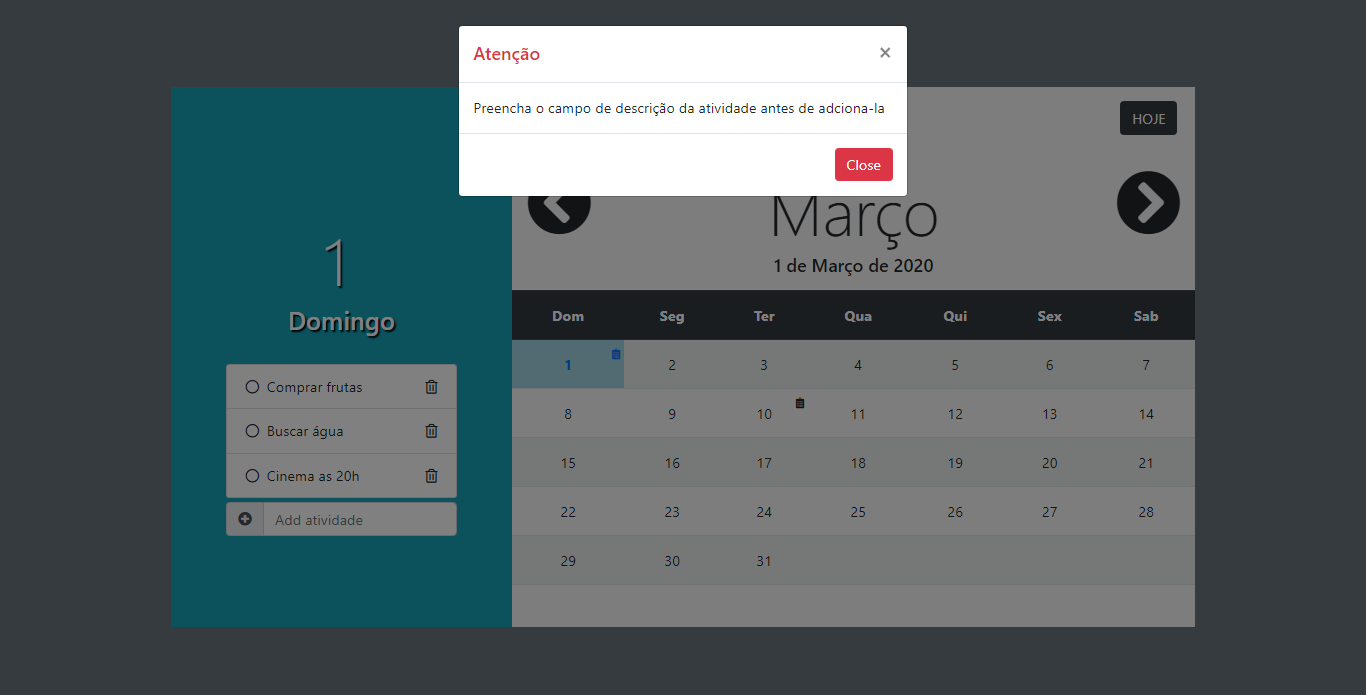 Atenção ×
Preencha o campo de descrição da atividade antes de adciona-la
Close
HOJE
Março
1 de Março de 2020
1
Domingo
Comprar frutas
Buscar água
Cinema as 20h
Add atividade
Dom Seg Ter Qua Qui Sex Sab
1 2 3 4 5 6 7
8 9 10 11 12 13 14
15 16 17 18 19 20 21
22 23 24 25 26 27 28
29 30 31